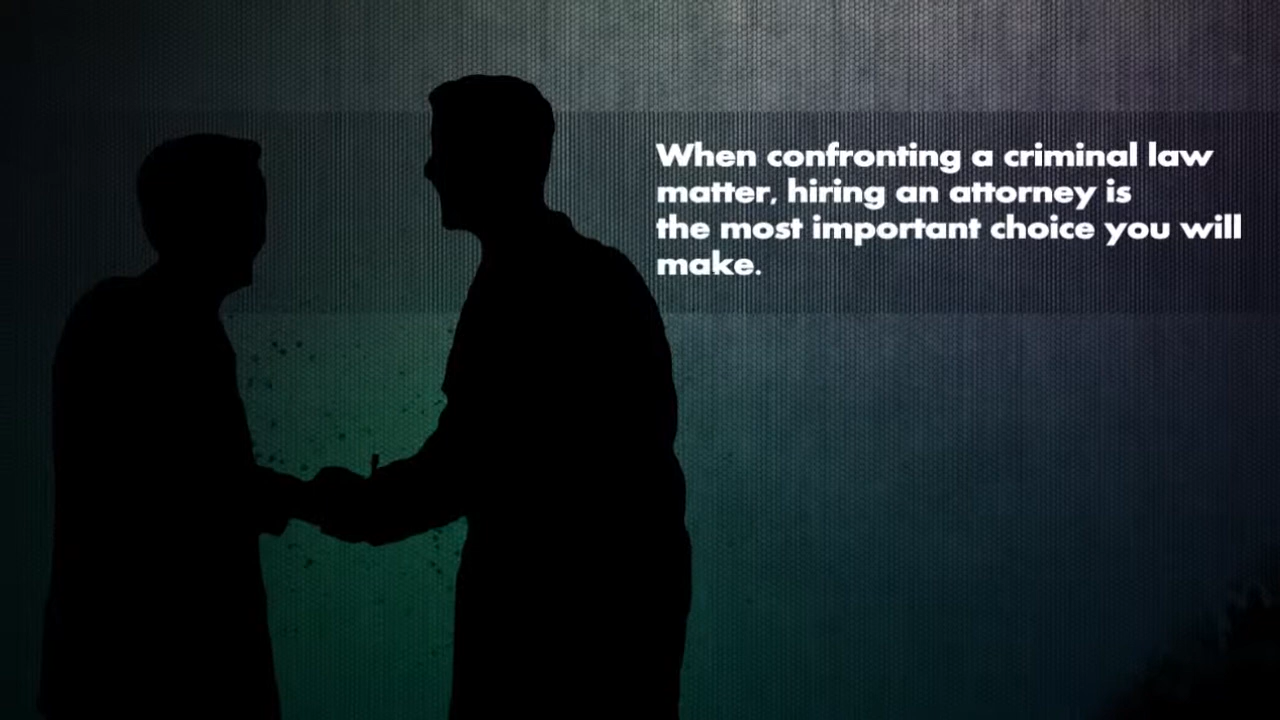 When confronting a criminal law
matter, hiring an attorney is
the most important choice you will
make.